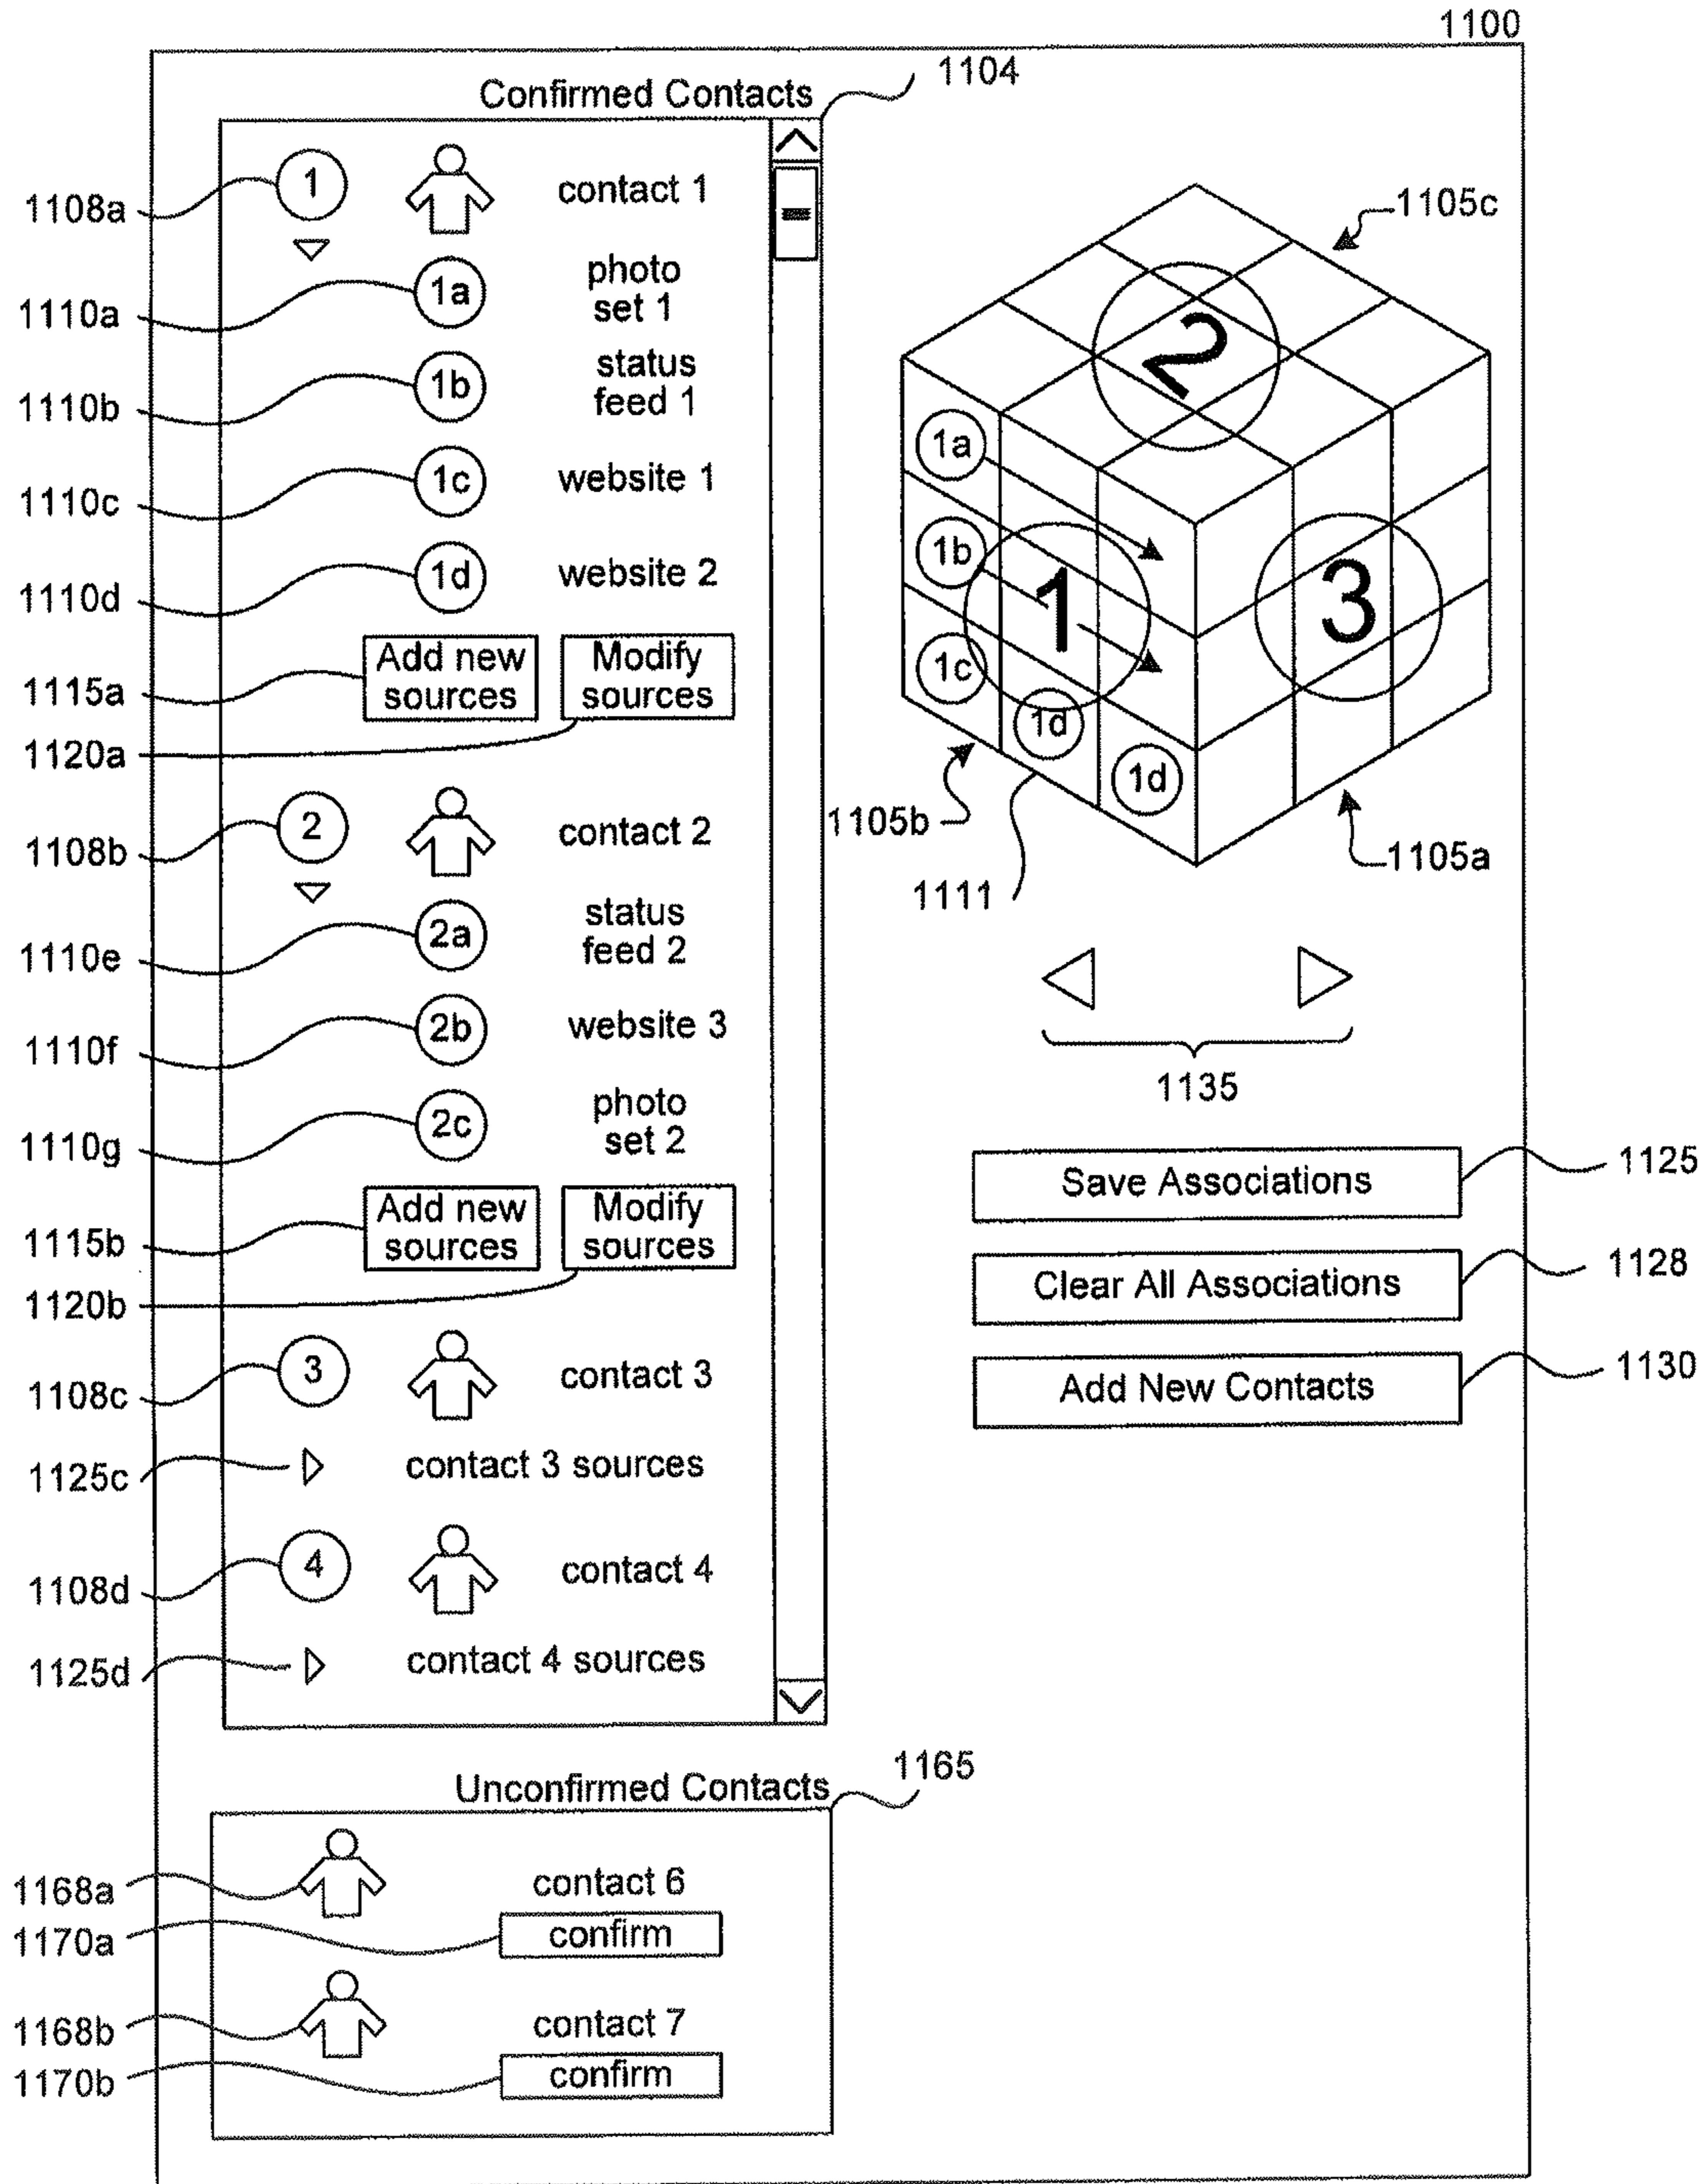 1100
1104
Confirmed Contacts
1108a
1
contact 1
1110a
1a
photo
set 1
1110b
1b
status
feed 1
1110c
1c
website 1
1110d
1d
website 2
1115a
Add new
sources
Modify
sources
1120a
1108b
2
contact 2
1110e
2a
status
feed 2
1110f
2b
website 3
1110g
2c
photo
set 2
1115b
Add new
sources
Modify
sources
1120b
1108c
3
contact 3
1125c
contact 3 sources
1108d
4
contact 4
1125d
contact 4 sources
1105c
2
1a
1b
1
3
1c
1d
1d
1105b
1105a
1111
1135
Save Associations
1125
Clear All Associations
1128
Add New Contacts
1130
Unconfirmed Contacts
1165
1168a
contact 6
1170a
confirm
1168b
contact 7
1170b
confirm